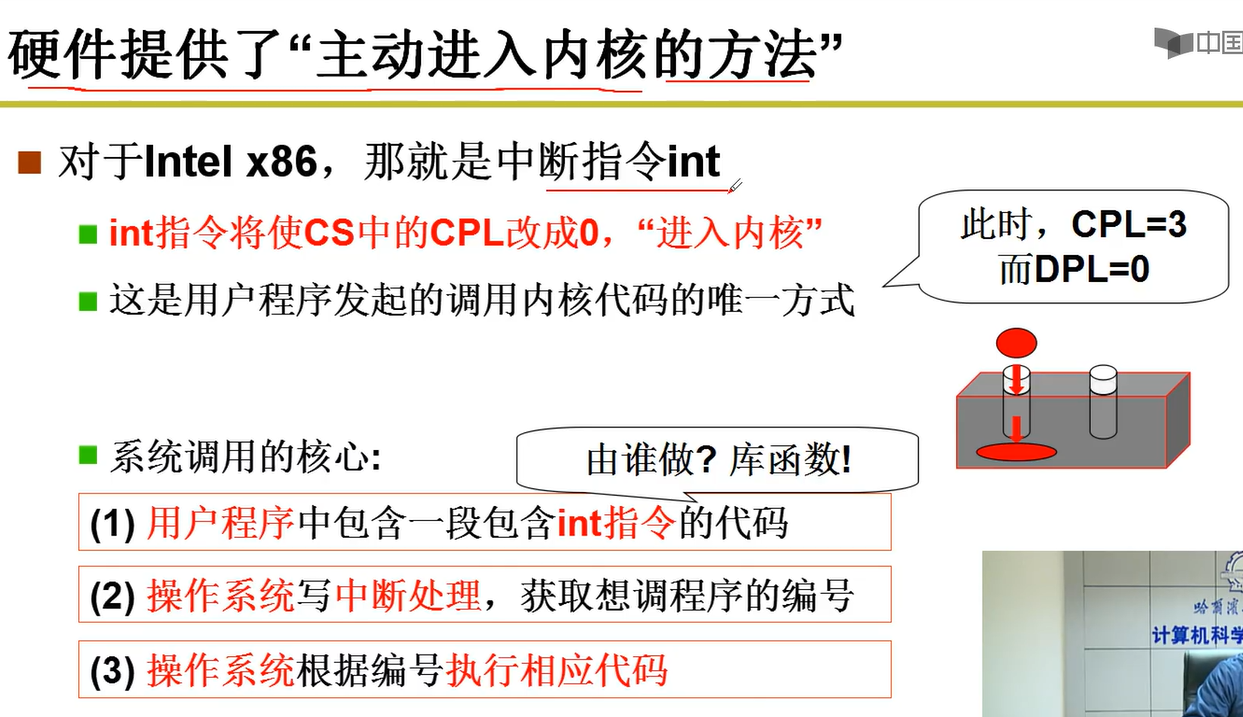 硬件提供了“主动进入内核的方法”
中国
对于Intel x86，那就是中断指令int
int指令将使CS中的CPL改成0，“进入内核”
此时，CPL=3
而DPL=0
这是用户程序发起的调用内核代码的唯一方式
系统调用的核心:
由谁做? 库函数!
(1) 用户程序中包含一段包含int指令的代码
(2) 操作系统写中断处理，获取想调程序的编号
(3) 操作系统根据编号执行相应代码
哈尔滨
计算机科学